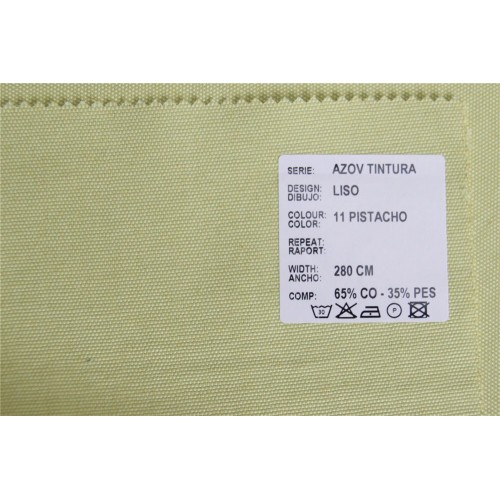 SERIE: AZOV TINTURA
DESIGN: LISO
DIBUJO:
COLOUR: 11 PISTACHO
COLOR:
REPEAT:
RAPORT:
WIDTH: 280 CM
ANCHO:
COMP: 65% CO - 35% PES
30 P